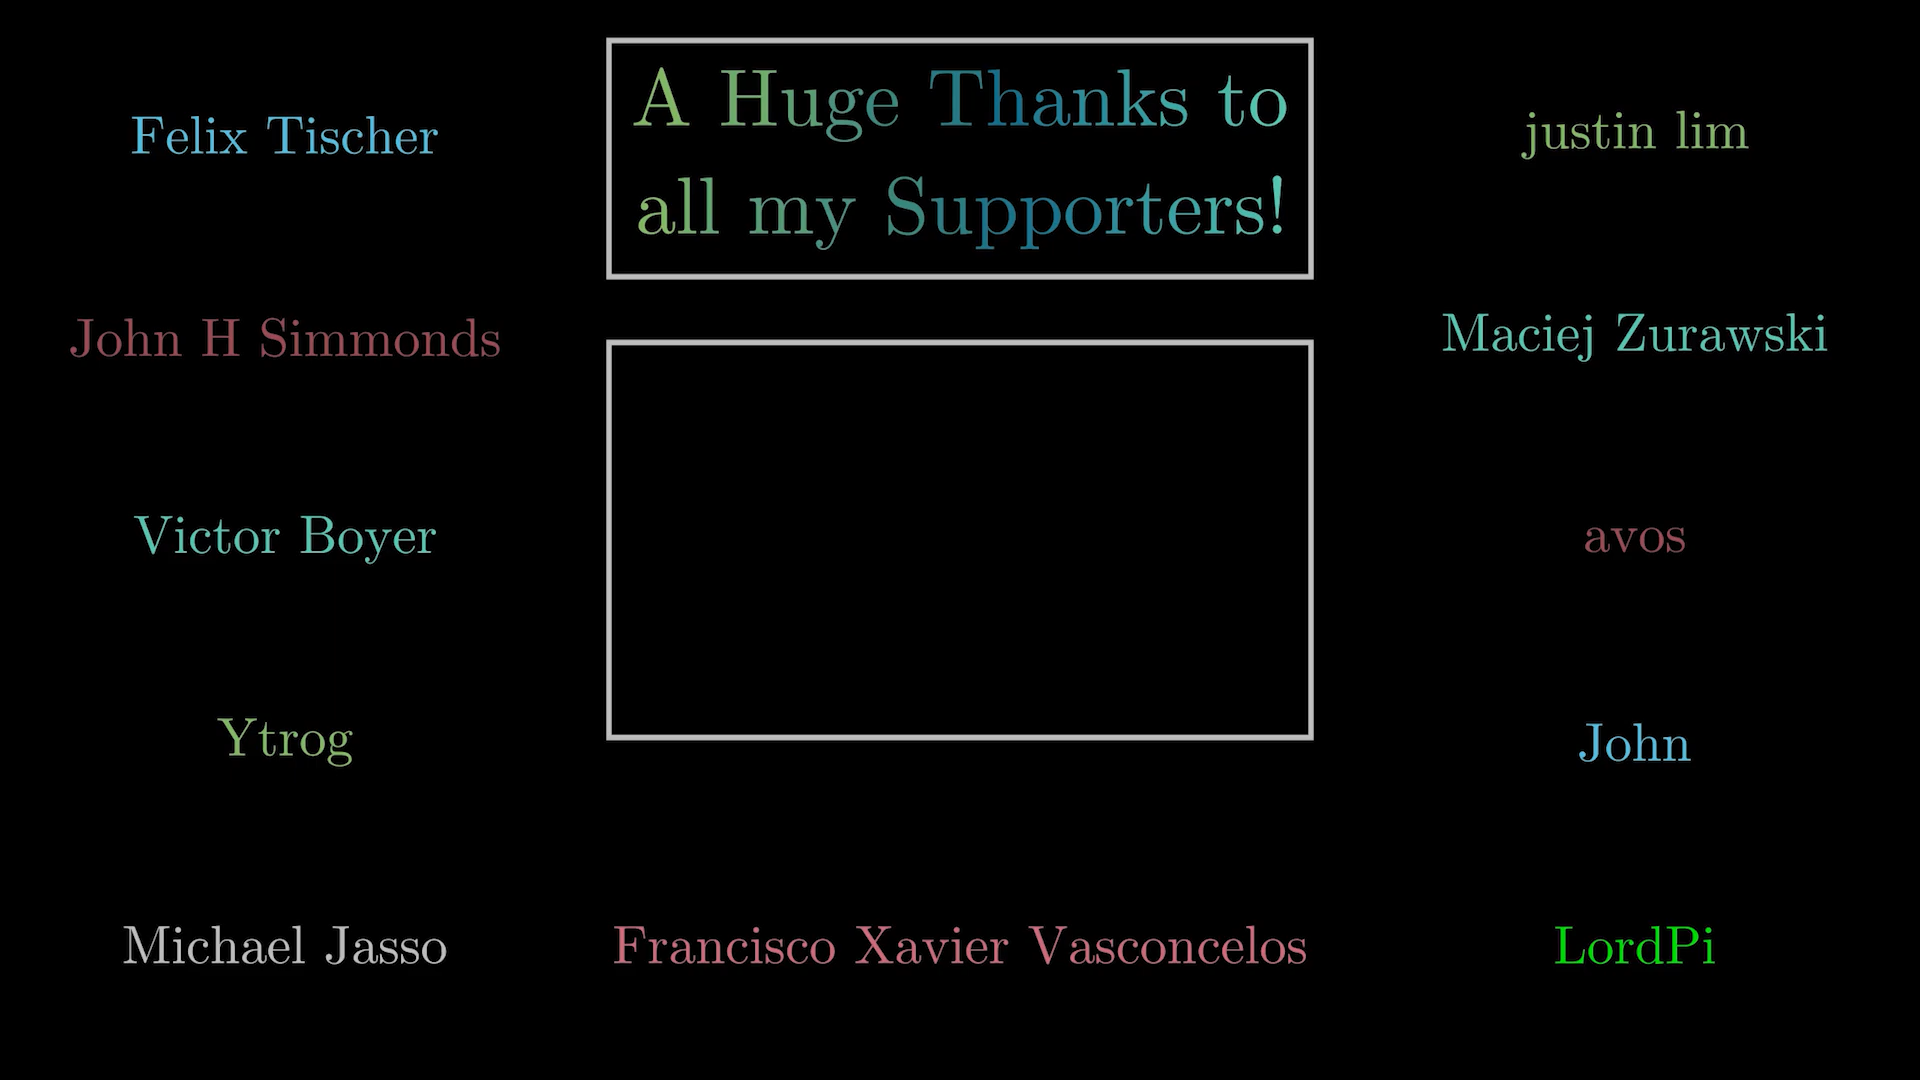 A Huge Thanks to
all my Supporters!
Felix Tischer
justin lim
John H Simmonds
Maciej Zurawski
Victor Boyer
avos
Ytrog
John
Michael Jasso
Francisco Xavier Vasconcelos
LordPi